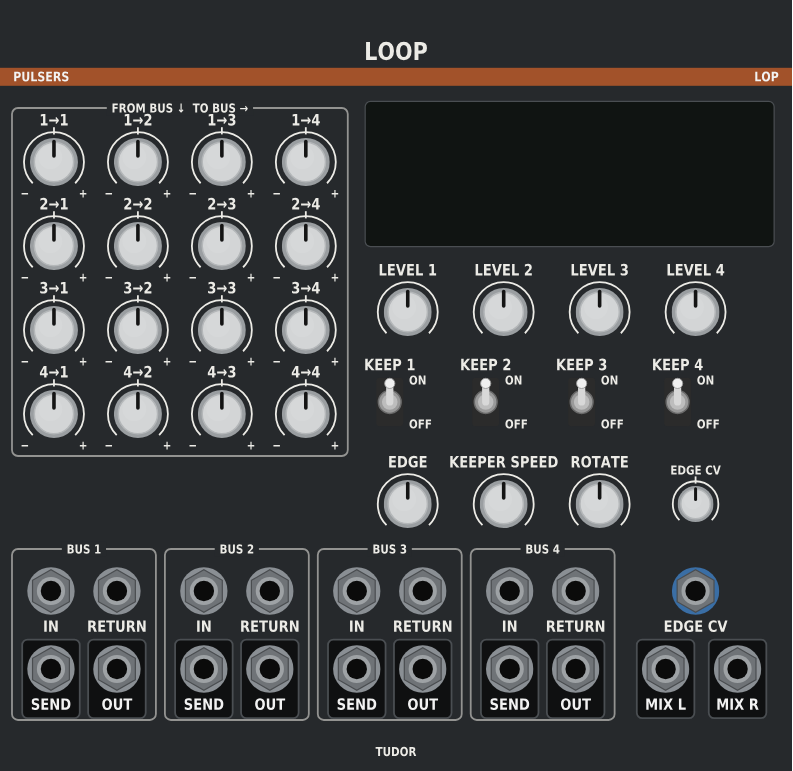 LOOP
PULSERS LOP
FROM BUS ↓ TO BUS →
1→1 1→2 1→3 1→4
− + − + − + − +
2→1 2→2 2→3 2→4
− + − + − + − +
3→1 3→2 3→3 3→4
− + − + − + − +
4→1 4→2 4→3 4→4
− + − + − + − +
LEVEL 1 LEVEL 2 LEVEL 3 LEVEL 4
KEEP 1 KEEP 2 KEEP 3 KEEP 4
ON ON ON ON
OFF OFF OFF OFF
EDGE KEEPER SPEED ROTATE EDGE CV
BUS 1 BUS 2 BUS 3 BUS 4
IN RETURN IN RETURN IN RETURN IN RETURN EDGE CV
SEND OUT SEND OUT SEND OUT SEND OUT MIX L MIX R
TUDOR